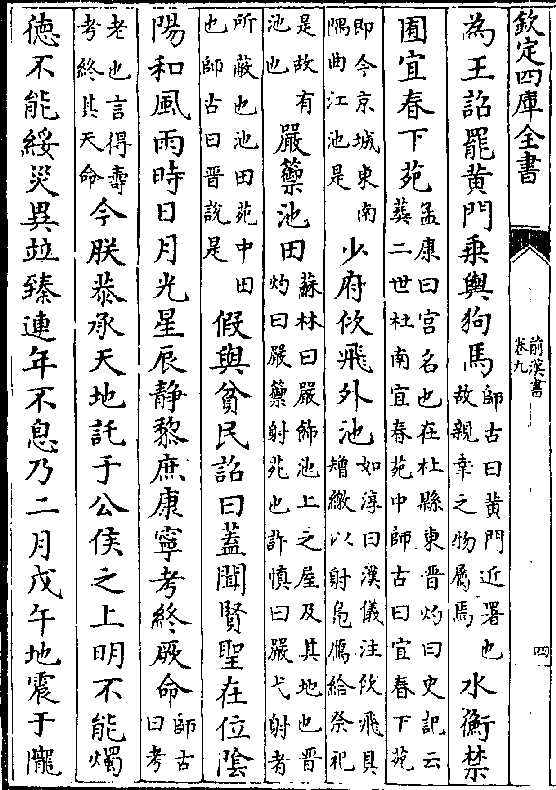 欽定四庫全書
前漢書
卷九
四
為王詔罷黄門乘輿狗馬師古曰黄門近署也
故親幸之物屬焉水衡禁
囿宜春下苑孟康曰宮名也在杜縣東晋灼曰史記云
葬二世杜南宜春苑中師古曰宜春下苑
即今京城東南
隅曲江池是少府佽飛外池如淳曰漢儀注佽飛具
矰繳以射鳬鴈給祭祀
是故有
池也嚴籞池田蘇林曰嚴飾池上之屋及其地也晋
灼曰嚴籞射苑也許慎曰嚴弋射者
所蔽也池田苑中田
也師古曰晋說是假與貧民詔曰蓋聞賢聖在位隂
陽和風雨時日月光星辰静黎庶康寧考終厥命師古
曰考
老也言得壽
考終其天命今朕恭承天地託于公侯之上明不能燭
德不能綏災異竝臻連年不息乃二月戊午地震于隴